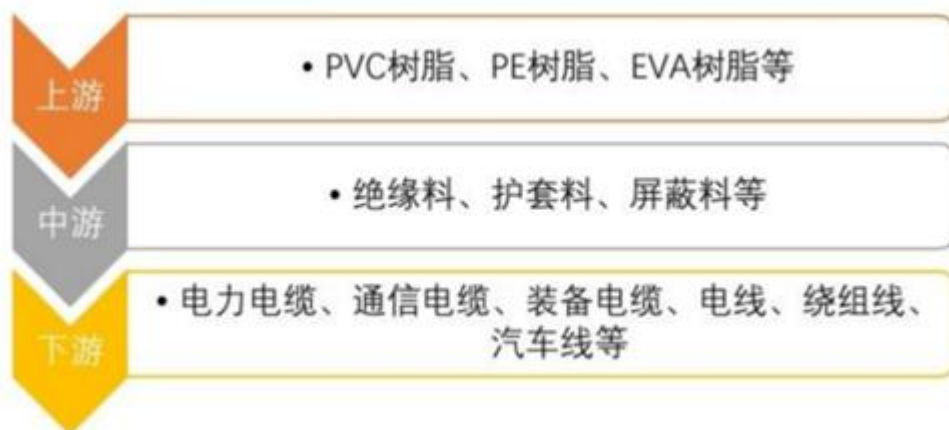 上游
• PVC树脂、PE树脂、EVA树脂等
中游
• 绝缘料、护套料、屏蔽料等
下游
• 电力电缆、通信电缆、装备电缆、电线、绕组线、
汽车线等